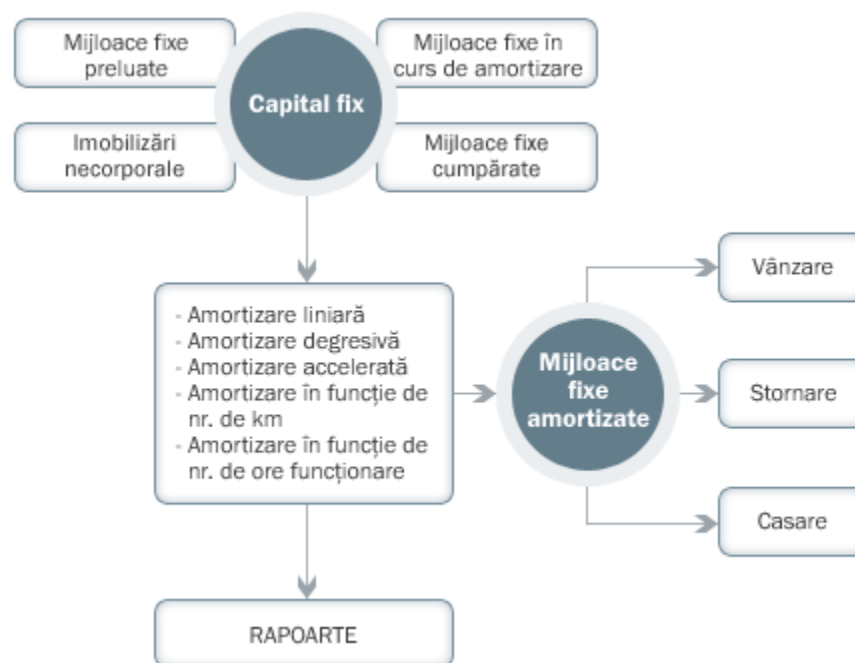 Mijloace fixe
preluate
Capital fix
Mijloace fixe în
curs de amortizare
Imobilizări
necorporale
Mijloace fixe
cumpărate
- Amortizare liniară
- Amortizare degresivă
- Amortizare accelerată
- Amortizare în funcție de
nr. de km
- Amortizare în funcție de
nr. de ore funcționare
Mijloace
fixe
amortizate
Vânzare
Stornare
Casare
RAPOARTE